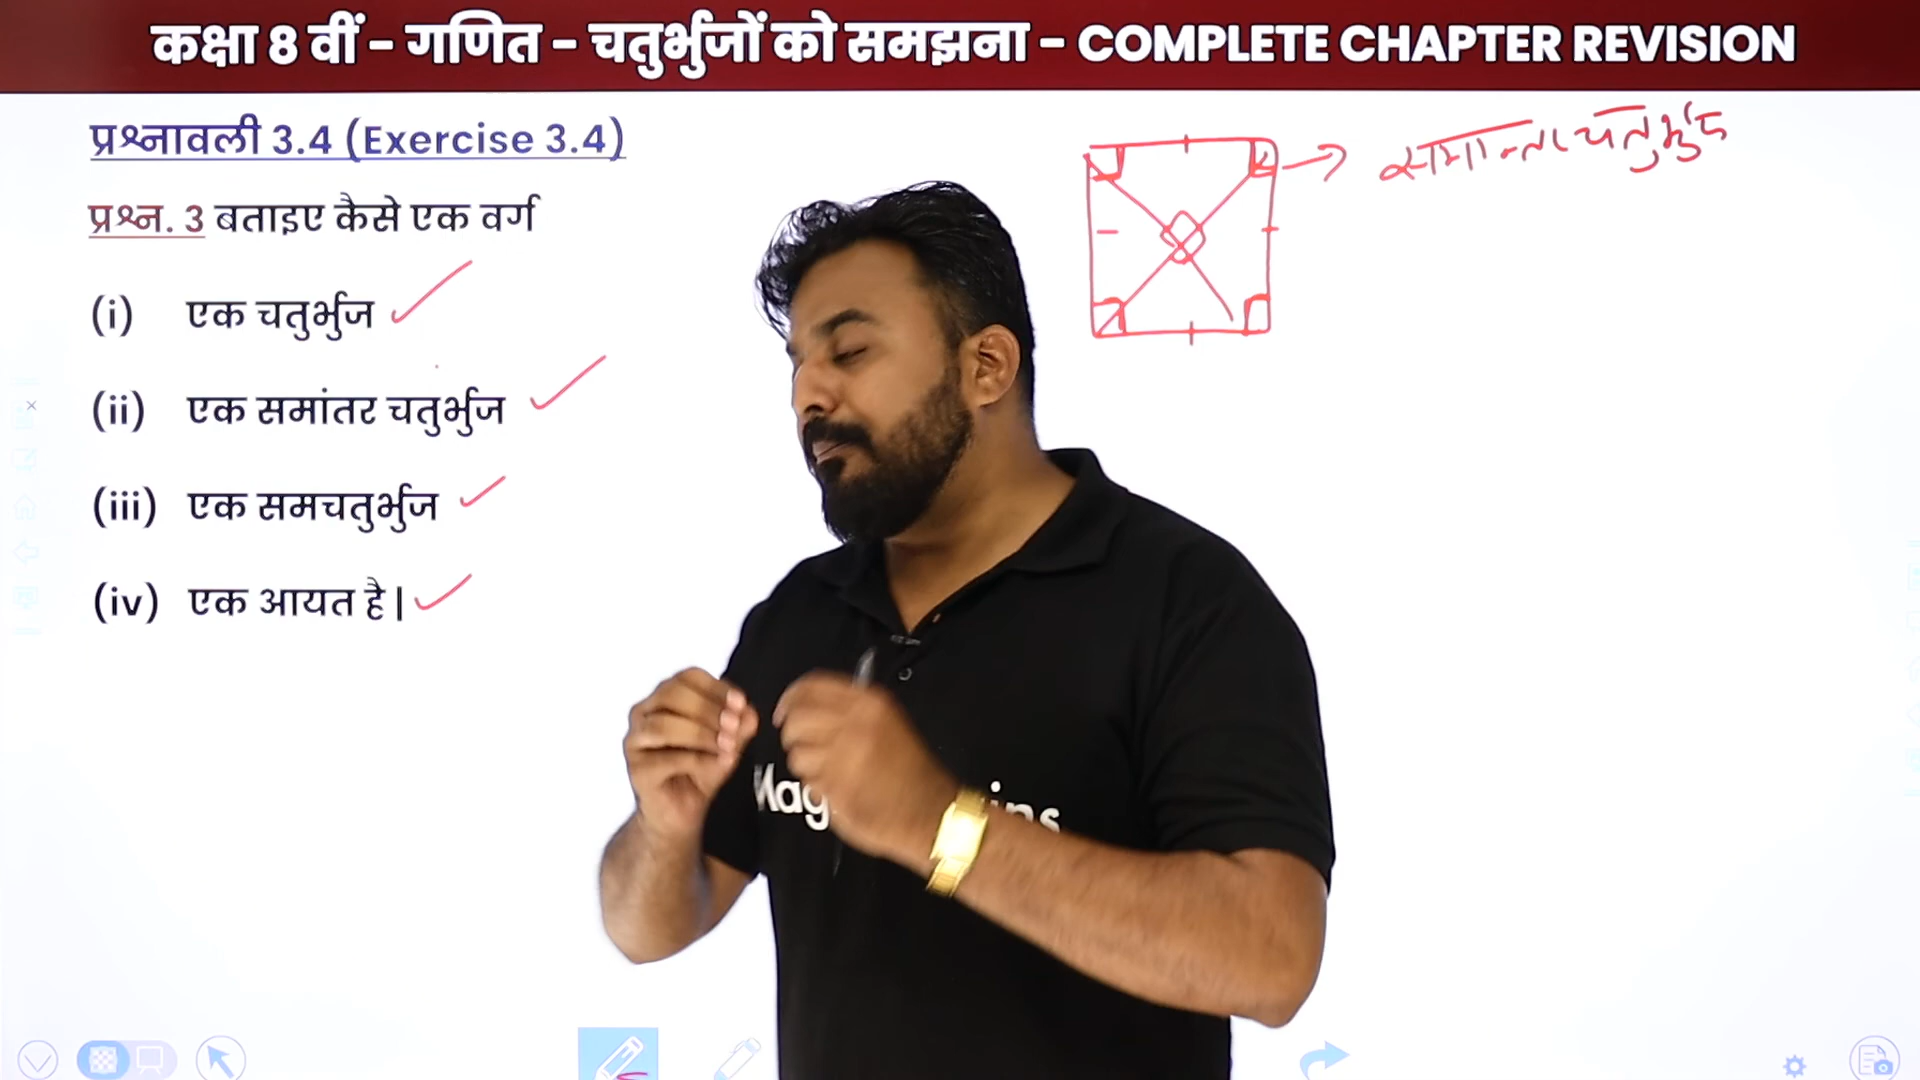 कक्षा 8 वीं – गणित – चतुर्भुजों को समझना – COMPLETE CHAPTER REVISION
प्रश्नावली 3.4 (Exercise 3.4)
समान्तर चतुर्भुज
प्रश्न. 3 बताइए कैसे एक वर्ग
(i) एक चतुर्भुज
(ii) एक समांतर चतुर्भुज
(iii) एक समचतुर्भुज
(iv) एक आयत है |